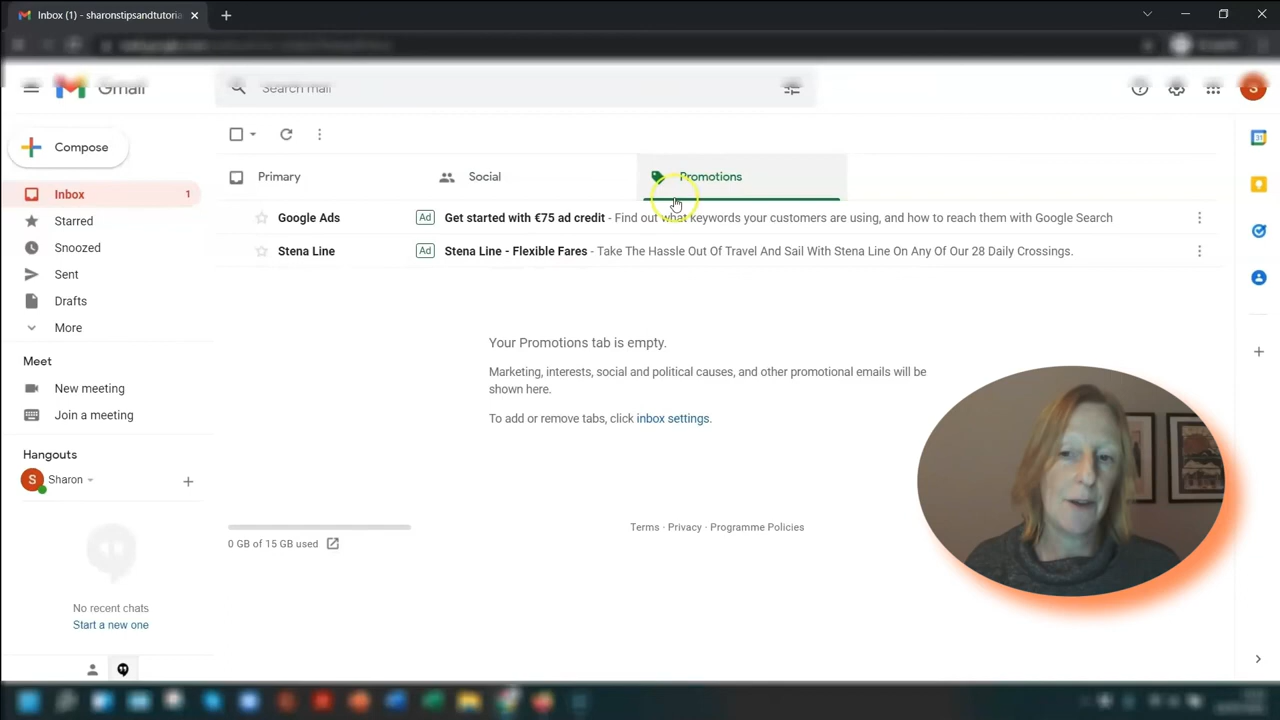 Inbox (1) - sharonstipsandtutoria
Gmail
Search mail
Compose
Primary
Social
Promotions
Inbox 1
Starred
Snoozed
Sent
Drafts
More
Google Ads Ad Get started with €75 ad credit - Find out what keywords your customers are using, and how to reach them with Google Search
Stena Line Ad Stena Line - Flexible Fares - Take The Hassle Out Of Travel And Sail With Stena Line On Any Of Our 28 Daily Crossings.
Your Promotions tab is empty.
Marketing, interests, social and political causes, and other promotional emails will be
shown here.
To add or remove tabs, click inbox settings.
Meet
New meeting
Join a meeting
Hangouts
S Sharon
No recent chats
Start a new one
Terms · Privacy · Programme Policies
0 GB of 15 GB used
S
31